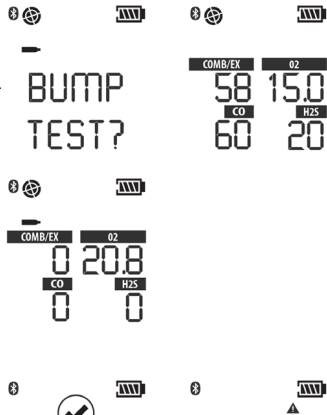 BUMP
TEST?
COMB/EX O2
58 15.0
CO H2S
60 20
COMB/EX O2
0 20.8
CO H2S
0 0